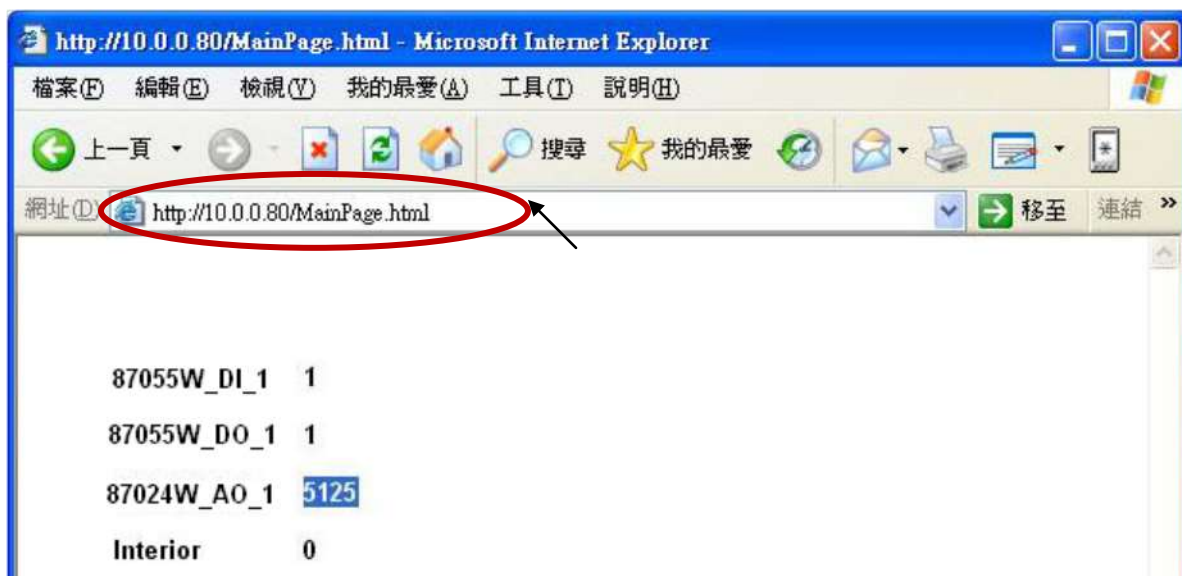 http://10.0.0.80/MainPage.html - Microsoft Internet Explorer
檔案(F) 編輯(E) 檢視(V) 我的最愛(A) 工具(T) 說明(H)
上一頁 搜尋 我的最愛
網址(D) http://10.0.0.80/MainPage.html 移至 連結 »
87055W_DI_1 1
87055W_DO_1 1
87024W_AO_1 5125
Interior 0